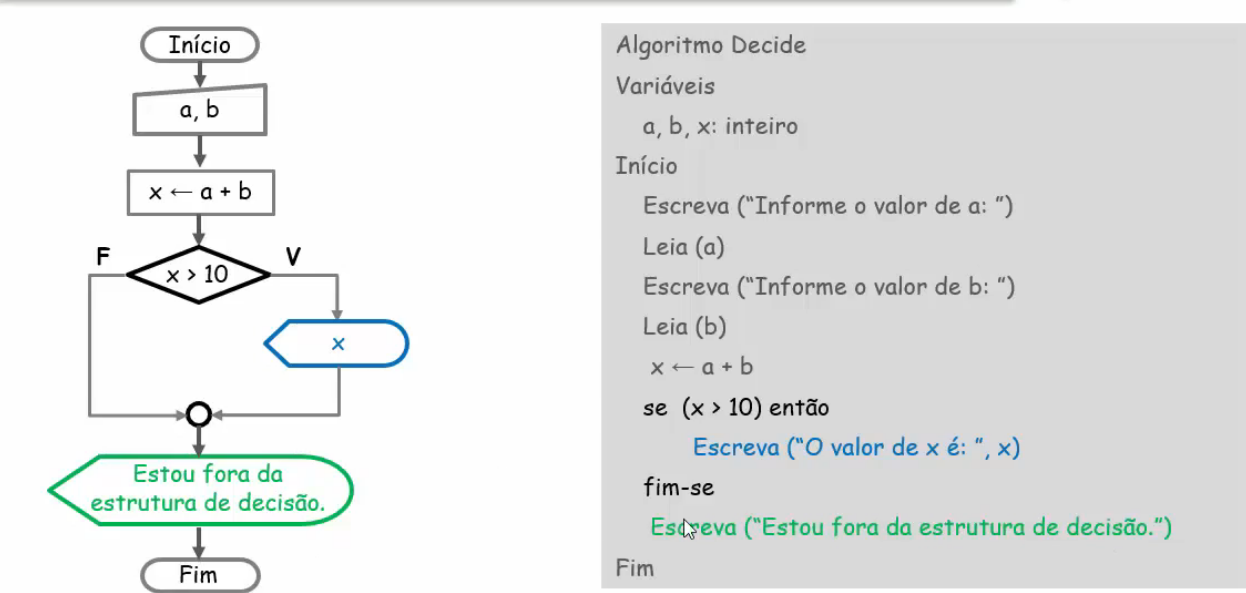 Início
a, b
x ← a + b
F
V
x > 10
x
Estou fora da
estrutura de decisão.
Fim
Algoritmo Decide
Variáveis
a, b, x: inteiro
Início
Escreva (“Informe o valor de a: ”)
Leia (a)
Escreva (“Informe o valor de b: ”)
Leia (b)
x ← a + b
se (x > 10) então
Escreva (“O valor de x é: ”, x)
fim-se
Escreva (“Estou fora da estrutura de decisão.”)
Fim